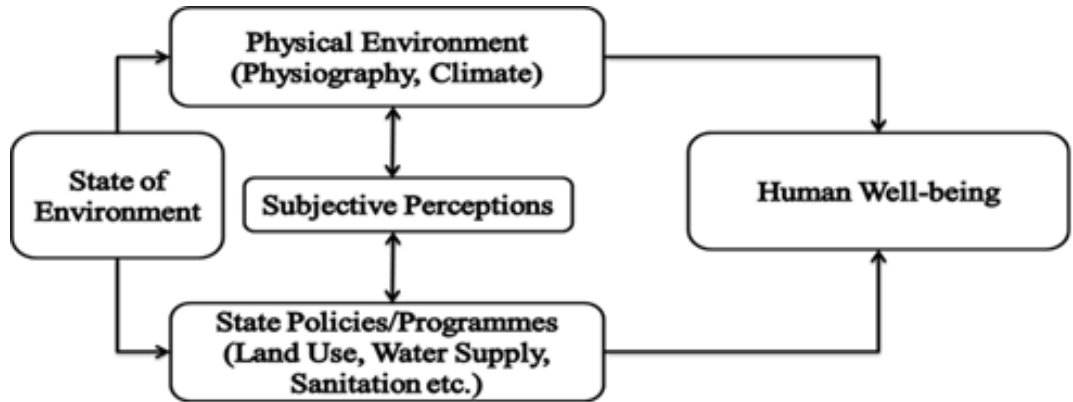 Physical Environment
(Physiography, Climate)
State of
Environment
Subjective Perceptions
Human Well-being
State Policies/Programmes
(Land Use, Water Supply,
Sanitation etc.)